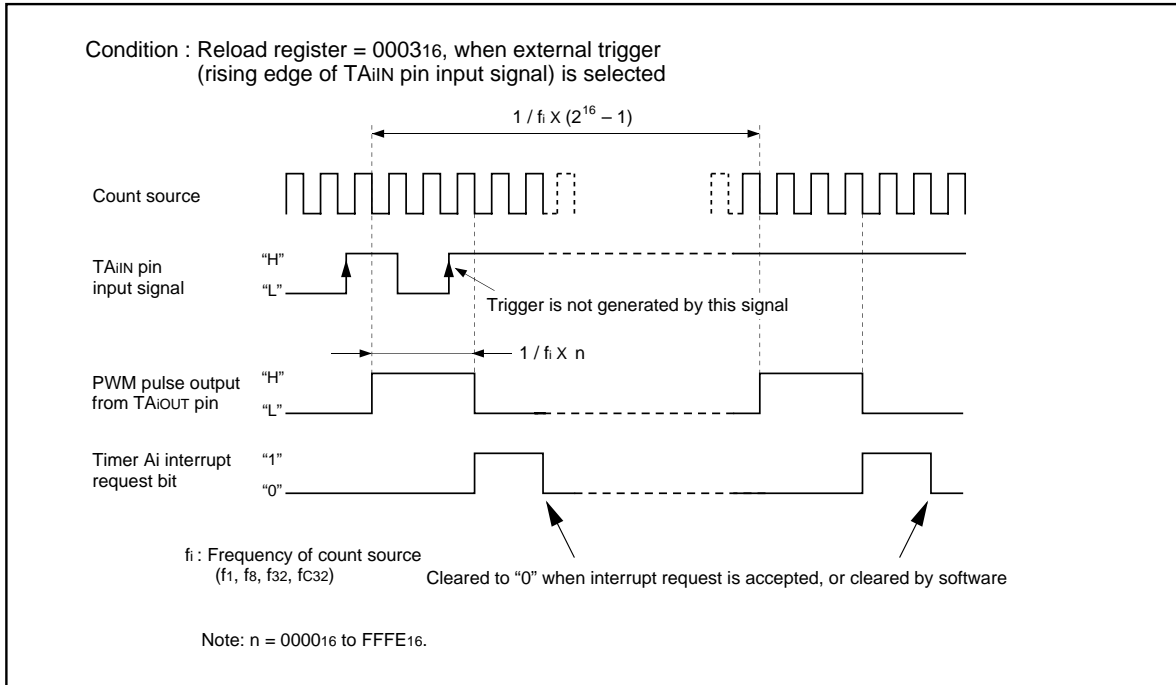 Condition : Reload register = 000316, when external trigger
(rising edge of TAiIN pin input signal) is selected
1 / fi X (2^16 – 1)
Count source
TAiIN pin
input signal
“H”
“L”
Trigger is not generated by this signal
1 / fi X n
PWM pulse output
from TAiOUT pin
“H”
“L”
Timer Ai interrupt
request bit
“1”
“0”
fi : Frequency of count source
(f1, f8, f32, fC32)
Cleared to “0” when interrupt request is accepted, or cleared by software
Note: n = 000016 to FFFE16.